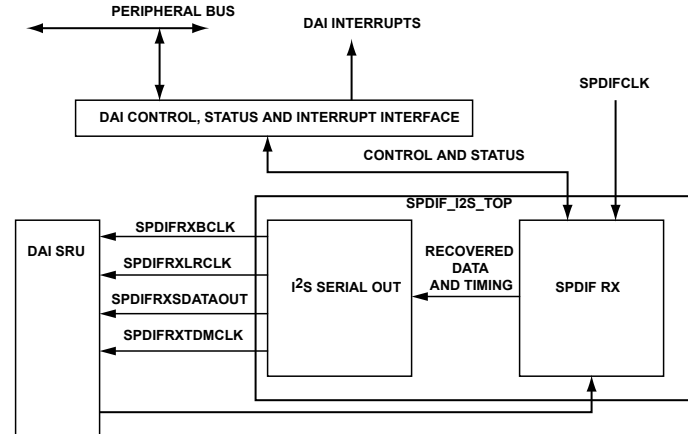 PERIPHERAL BUS
DAI INTERRUPTS
SPDIFCLK
DAI CONTROL, STATUS AND INTERRUPT INTERFACE
CONTROL AND STATUS
SPDIF_I2S_TOP
DAI SRU
SPDIFRXBCLK
SPDIFRXLRCLK
SPDIFRXSDATAOUT
SPDIFRXTDMCLK
I2S SERIAL OUT
RECOVERED
DATA
AND TIMING
SPDIF RX